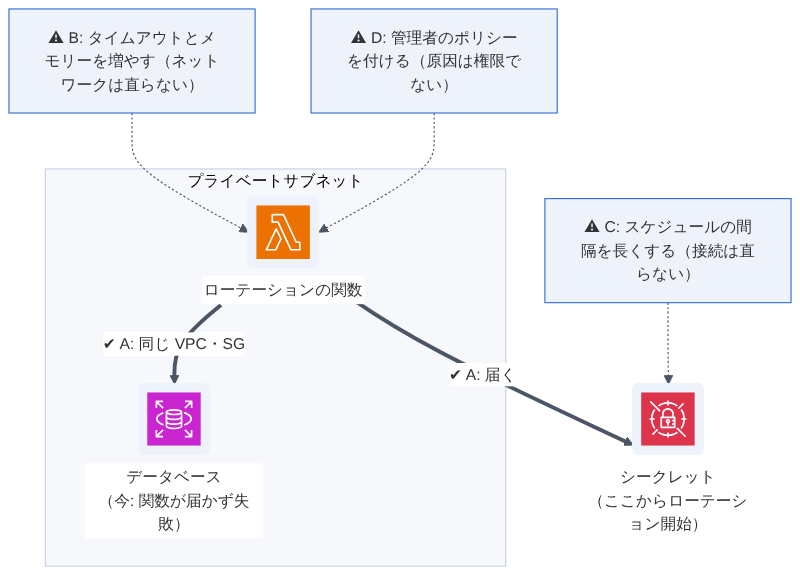 ⚠ B: タイムアウトとメ
モリーを増やす（ネット
ワークは直らない）
⚠ D: 管理者のポリシー
を付ける（原因は権限で
ない）
プライベートサブネット
⚠ C: スケジュールの間
隔を長くする（接続は直
らない）
ローテーションの関数
✔ A: 同じ VPC・SG
✔ A: 届く
データベース
（今: 関数が届かず失
敗）
シークレット
（ここからローテーシ
ョン開始）